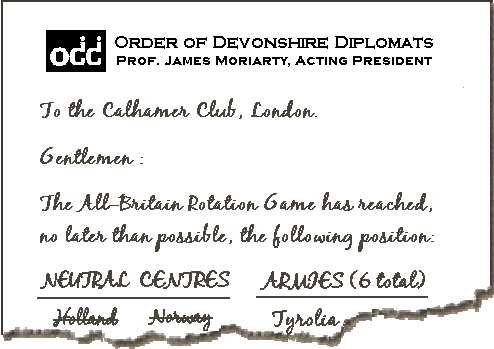 odd ORDER OF DEVONSHIRE DIPLOMATS
PROF. JAMES MORIARTY, ACTING PRESIDENT
To the Calhamer Club, London.
Gentlemen :
The All-Britain Rotation Game has reached,
no later than possible, the following position:
NEUTRAL CENTRES ARMIES (6 total)
Holland Norway Tyrolia